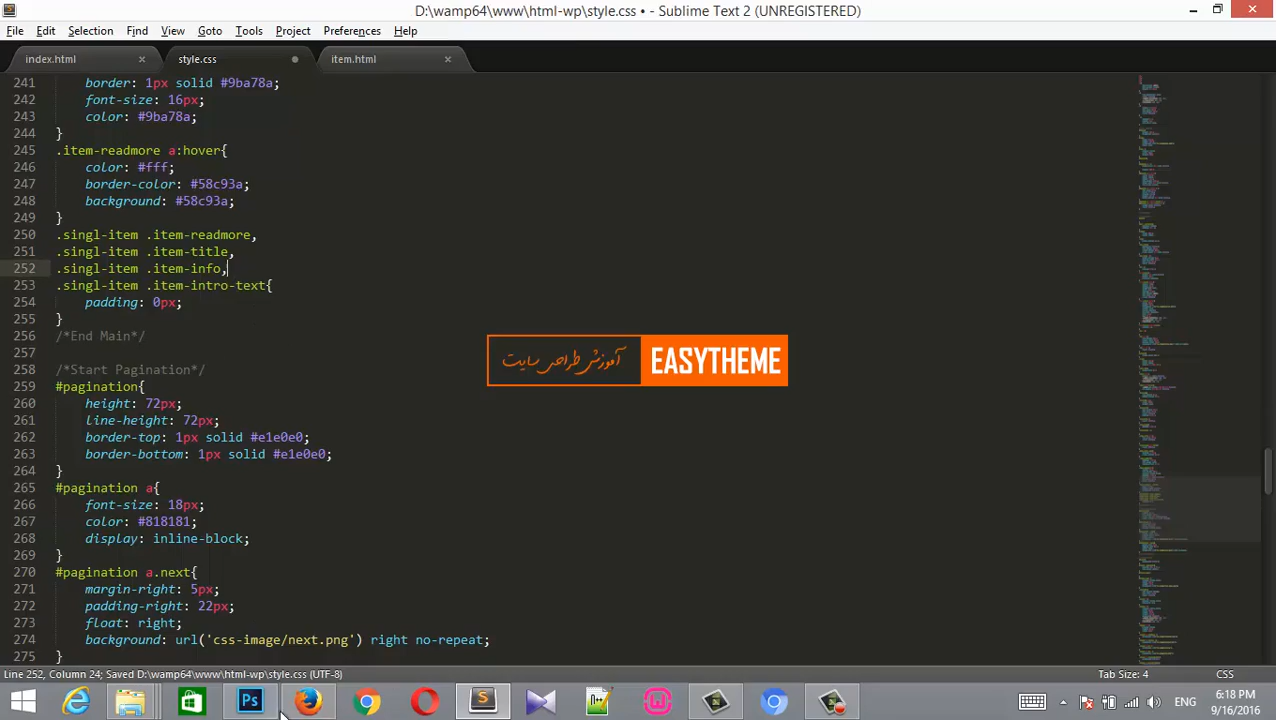 D:\wamp64\www\html-wp\style.css • - Sublime Text 2 (UNREGISTERED)
File Edit Selection Find View Goto Tools Project Preferences Help
index.html style.css item.html
241 border: 1px solid #9ba78a;
242 font-size: 16px;
243 color: #9ba78a;
244 }
245 .item-readmore a:hover{
246 color: #fff;
247 border-color: #58c93a;
248 background: #58c93a;
249 }
250 .singl-item .item-readmore,
251 .singl-item .item-title,
252 .singl-item .item-info,
253 .singl-item .item-intro-text{
254 padding: 0px;
255 }
256 /*End Main*/
257
258 /*Start Pagination*/
259 #pagination{
260 height: 72px;
261 line-height: 72px;
262 border-top: 1px solid #e1e0e0;
263 border-bottom: 1px solid #e1e0e0;
264 }
265 #pagination a{
266 font-size: 18px;
267 color: #818181;
268 display: inline-block;
269 }
270 #pagination a.next{
271 margin-right: 5px;
272 padding-right: 22px;
273 float: right;
274 background: url('css-image/next.png') right no-repeat;
275 }
آموزش طراحی سایت EASYTHEME
Line 252, Column 24; Saved D:\wamp64\www\html-wp\style.css (UTF-8) Tab Size: 4 CSS
Ps
ENG
6:18 PM
9/16/2016